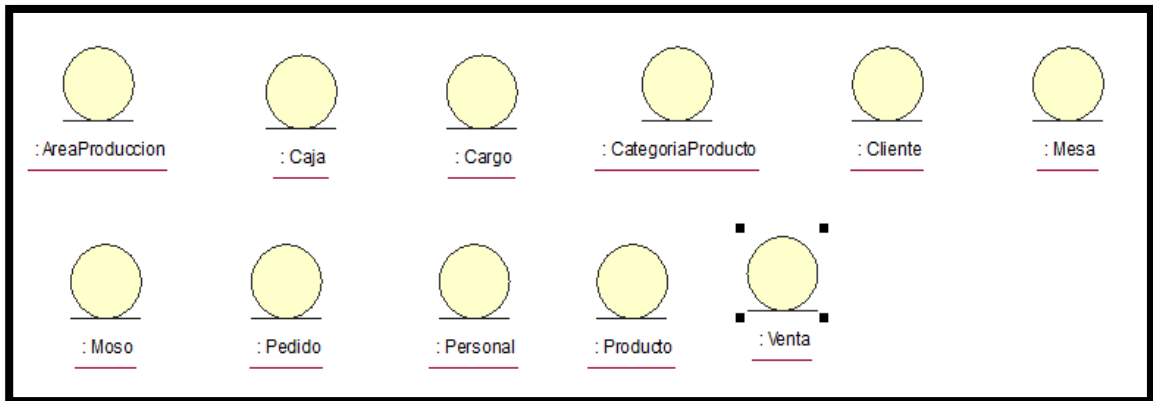 : AreaProduccion
: Caja
: Cargo
: CategoriaProducto
: Cliente
: Mesa
: Moso
: Pedido
: Personal
: Producto
: Venta